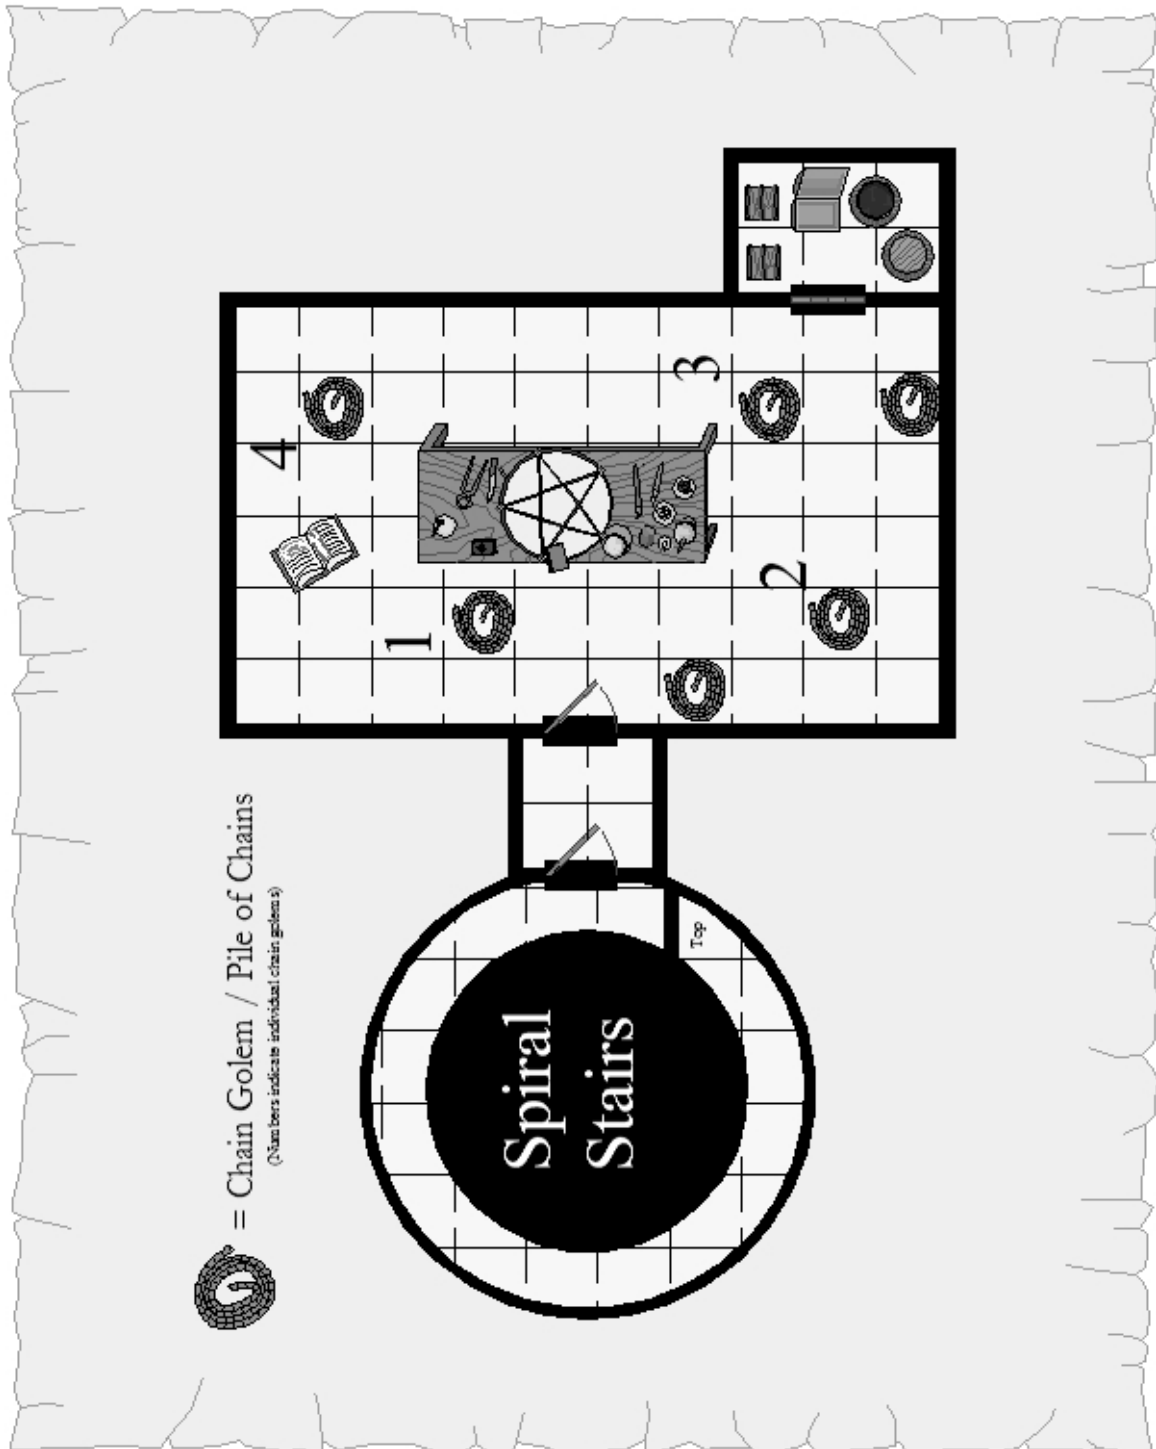 = Chain Golem / Pile of Chains
(Numbers indicate individual chain golems)
4
1
3
2
Top
Spiral
Stairs